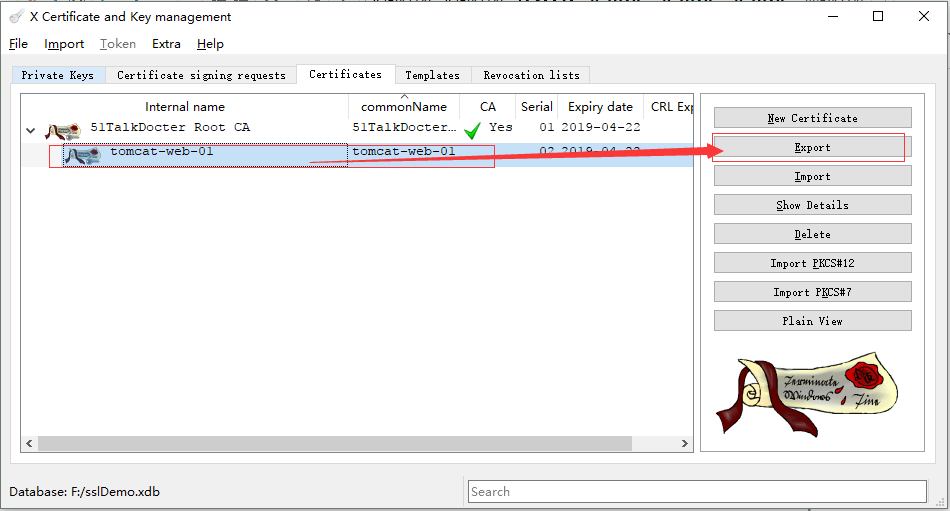 X Certificate and Key management
File Import Token Extra Help
Private Keys Certificate signing requests Certificates Templates Revocation lists
Internal name commonName CA Serial Expiry date CRL Exp
51TalkDocter Root CA 51TalkDocter... Yes 01 2019-04-22
tomcat-web-01 tomcat-web-01 02 2019-04-22
New Certificate
Export
Import
Show Details
Delete
Import PKCS#12
Import PKCS#7
Plain View
Terminate
Windows
Time
Database: F:/sslDemo.xdb
Search